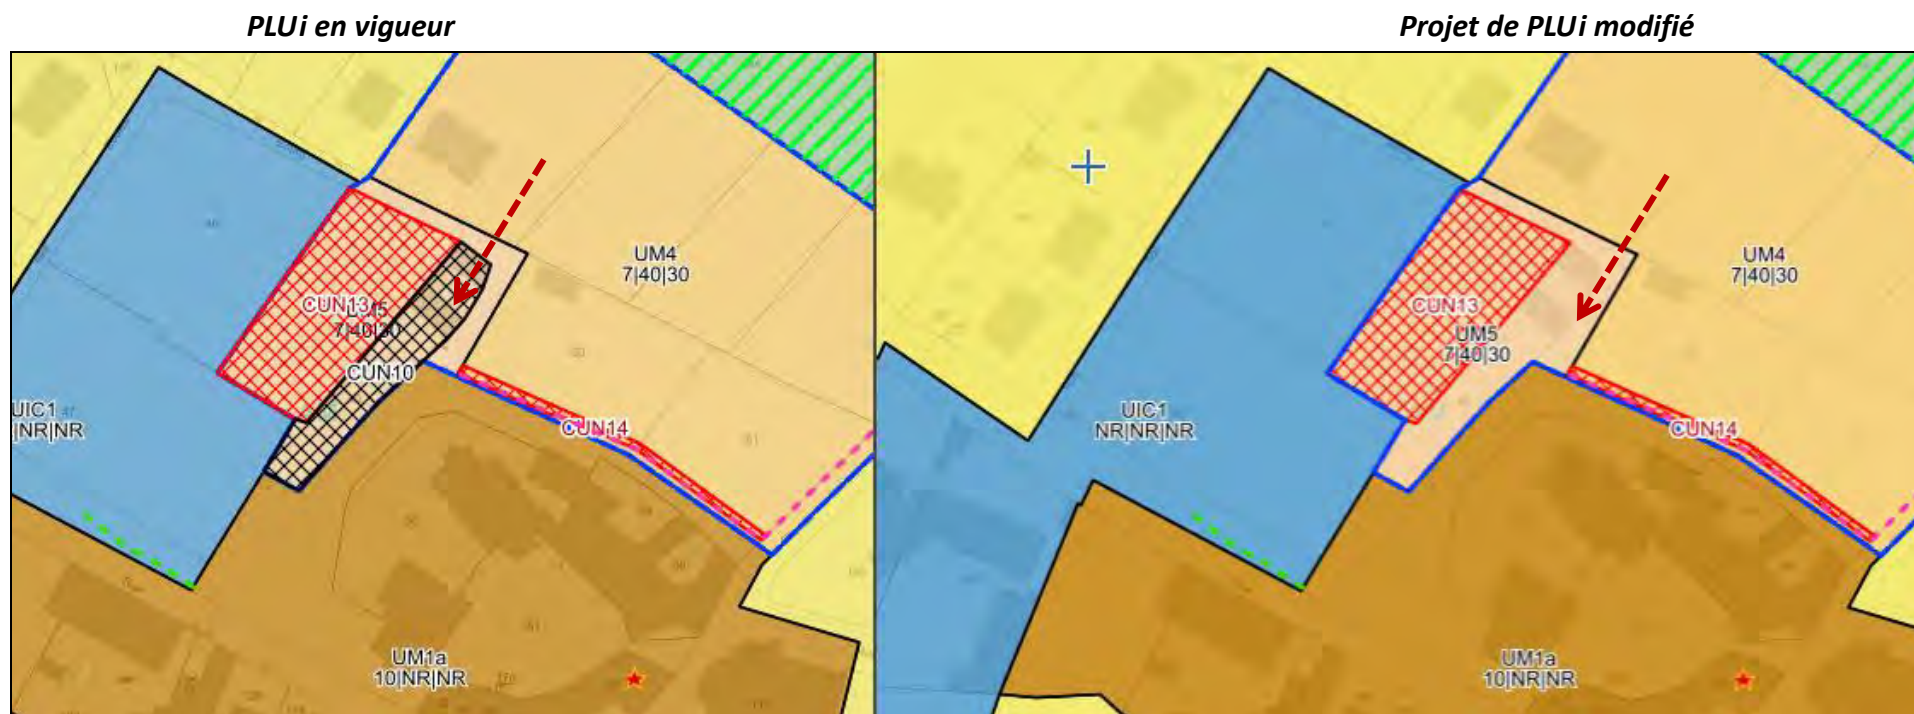 PLUi en vigueur
Projet de PLUi modifié
UM4
7|40|30
CUN13
7|40|30
CUN10
UIC1
|NR|NR
CUN14
UM1a
10|NR|NR
UM4
7|40|30
CUN13
UM5
7|40|30
UIC1
NR|NR|NR
CUN14
UM1a
10|NR|NR